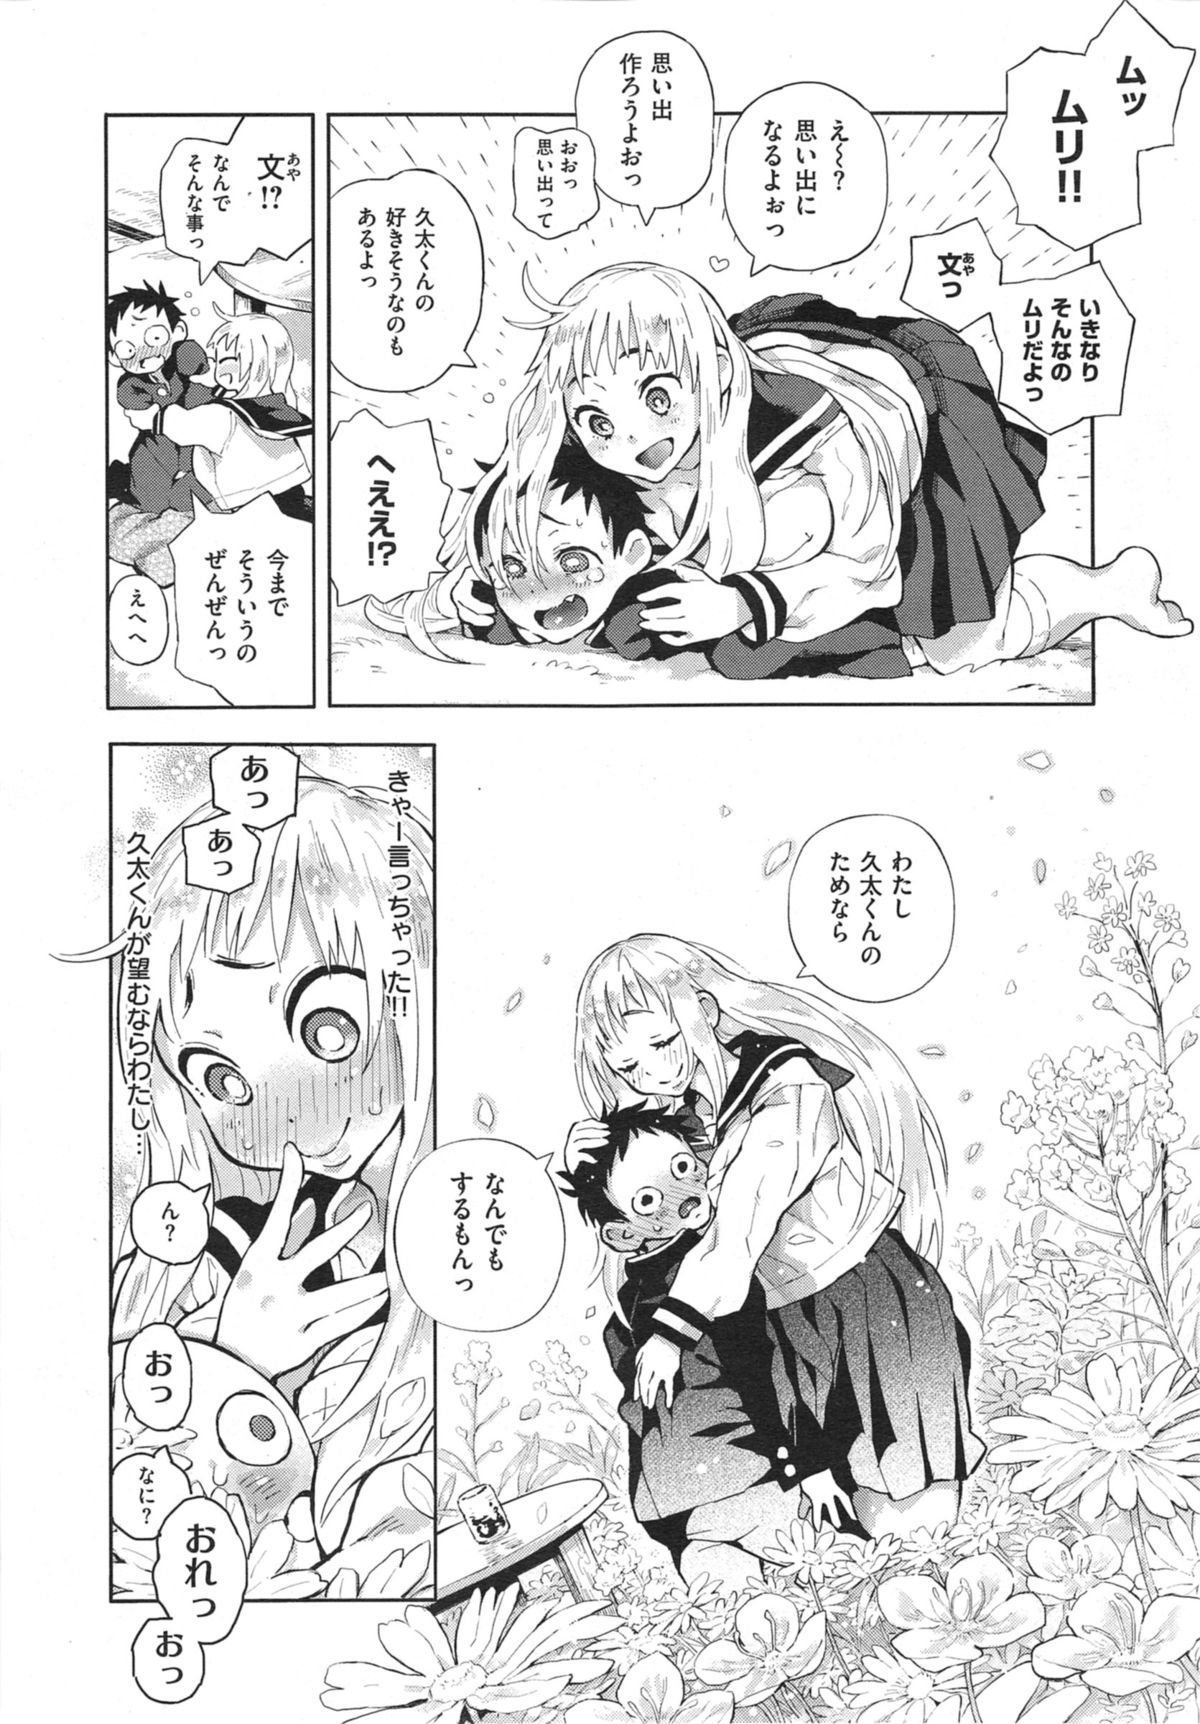 ムッ
ムリ!!
いきなり
そんなの
ムリだよっ
文っ
あや
え～?
思い出に
なるよぉっ
思い出
作ろうよおっ
おおっ
思い出って
久太くんの
好きそうなのも
あるよっ
へええ!?
文!?
あや
なんで
そんな事っ
今まで
そういうの
ぜんぜんっ
えへへ
わたし
久太くんの
ためなら
なんでも
するもんっ
きゃー言っちゃった!!
久太くんが望むならわたし…
あっ
あっ
ん?
おっ
なに?
おれっ
おっ